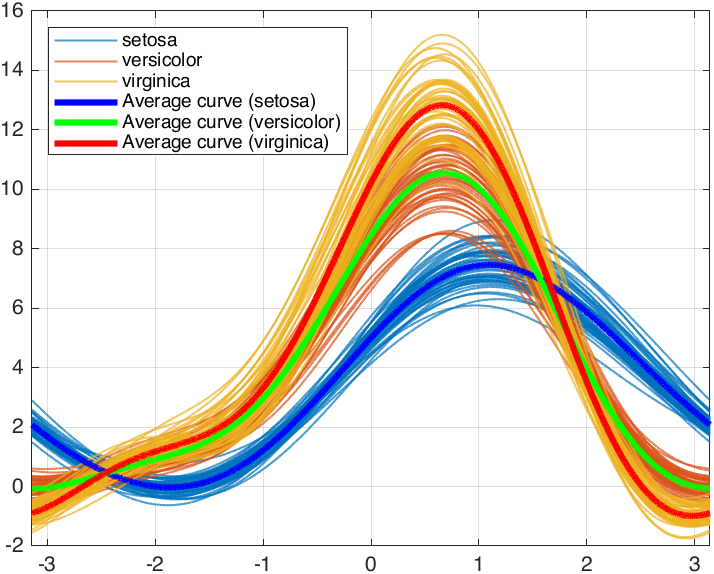 16
14
12
10
8
6
4
2
0
-2
setosa
versicolor
virginica
Average curve (setosa)
Average curve (versicolor)
Average curve (virginica)
-3 -2 -1 0 1 2 3